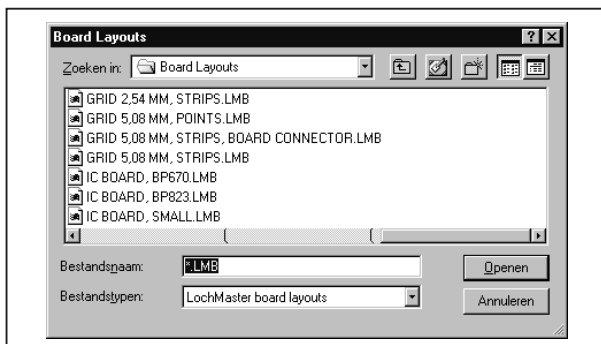 Board Layouts
Zoeken in: Board Layouts
GRID 2,54 MM, STRIPS.LMB
GRID 5,08 MM, POINTS.LMB
GRID 5,08 MM, STRIPS, BOARD CONNECTOR.LMB
GRID 5,08 MM, STRIPS.LMB
IC BOARD, BP670.LMB
IC BOARD, BP823.LMB
IC BOARD, SMALL.LMB
Bestandsnaam: *.LMB Openen
Bestandstypen: LochMaster board layouts Annuleren